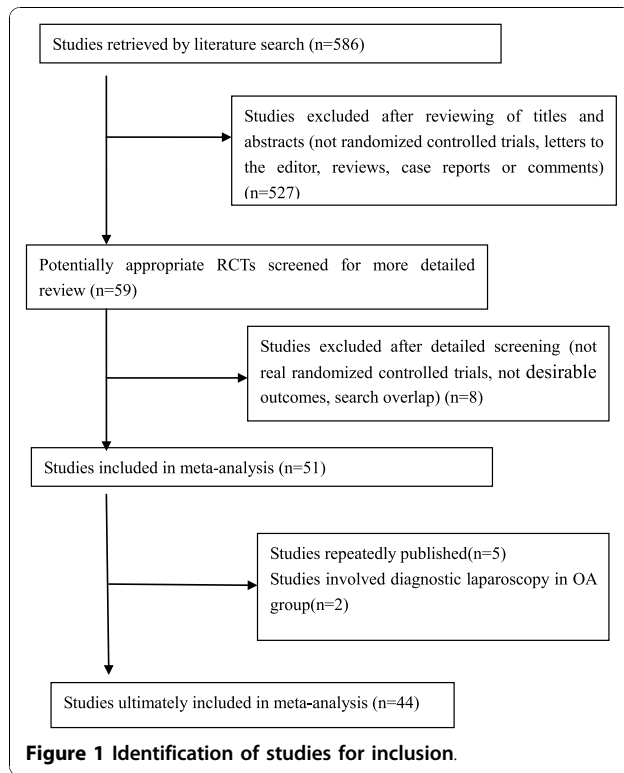 Studies retrieved by literature search (n=586)
Studies excluded after reviewing of titles and
abstracts (not randomized controlled trials, letters to
the editor, reviews, case reports or comments)
(n=527)
Potentially appropriate RCTs screened for more detailed
review (n=59)
Studies excluded after detailed screening (not
real randomized controlled trials, not desirable
outcomes, search overlap) (n=8)
Studies included in meta-analysis (n=51)
Studies repeatedly published(n=5)
Studies involved diagnostic laparoscopy in OA
group(n=2)
Studies ultimately included in meta-analysis (n=44)
Figure 1 Identification of studies for inclusion.